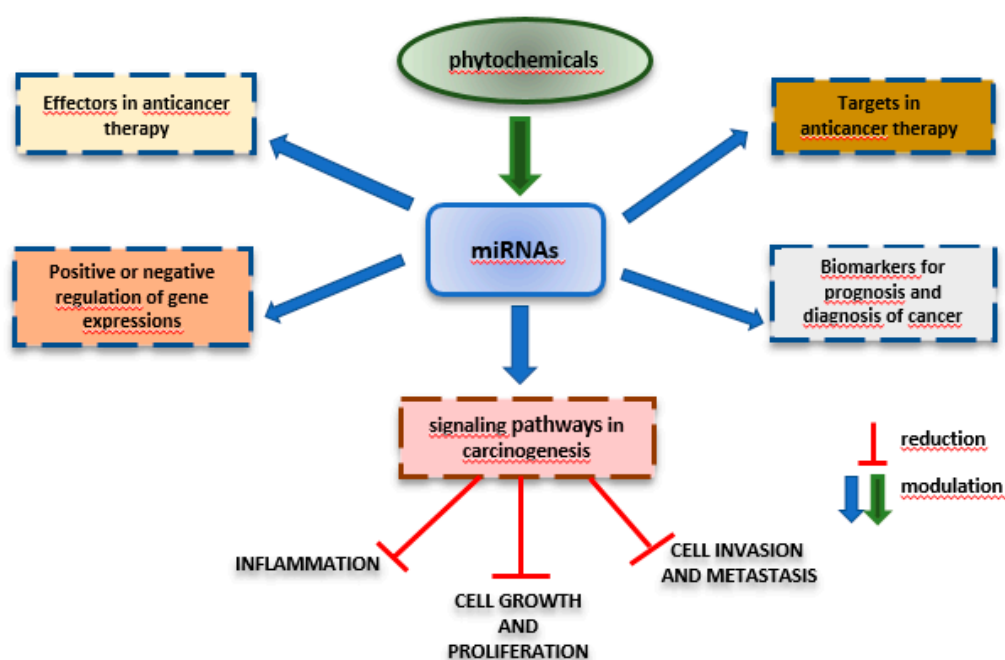 phytochemicals
Effectors in anticancer
therapy
Targets in
anticancer therapy
miRNAs
Positive or negative
regulation of gene
expressions
Biomarkers for
prognosis and
diagnosis of cancer
signaling pathways in
carcinogenesis
reduction
modulation
INFLAMMATION
CELL GROWTH
AND
PROLIFERATION
CELL INVASION
AND METASTASIS